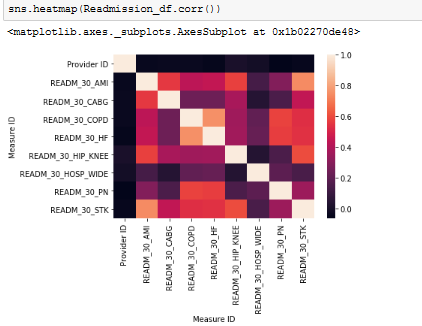 sns.heatmap(Readmission_df.corr())
<matplotlib.axes._subplots.AxesSubplot at 0x1b02270de48>
Measure ID
Provider ID
READM_30_AMI
READM_30_CABG
READM_30_COPD
READM_30_HF
READM_30_HIP_KNEE
READM_30_HOSP_WIDE
READM_30_PN
READM_30_STK
1.0
0.8
0.6
0.4
0.2
0.0
Provider ID
READM_30_AMI
READM_30_CABG
READM_30_COPD
READM_30_HF
READM_30_HIP_KNEE
READM_30_HOSP_WIDE
READM_30_PN
READM_30_STK
Measure ID